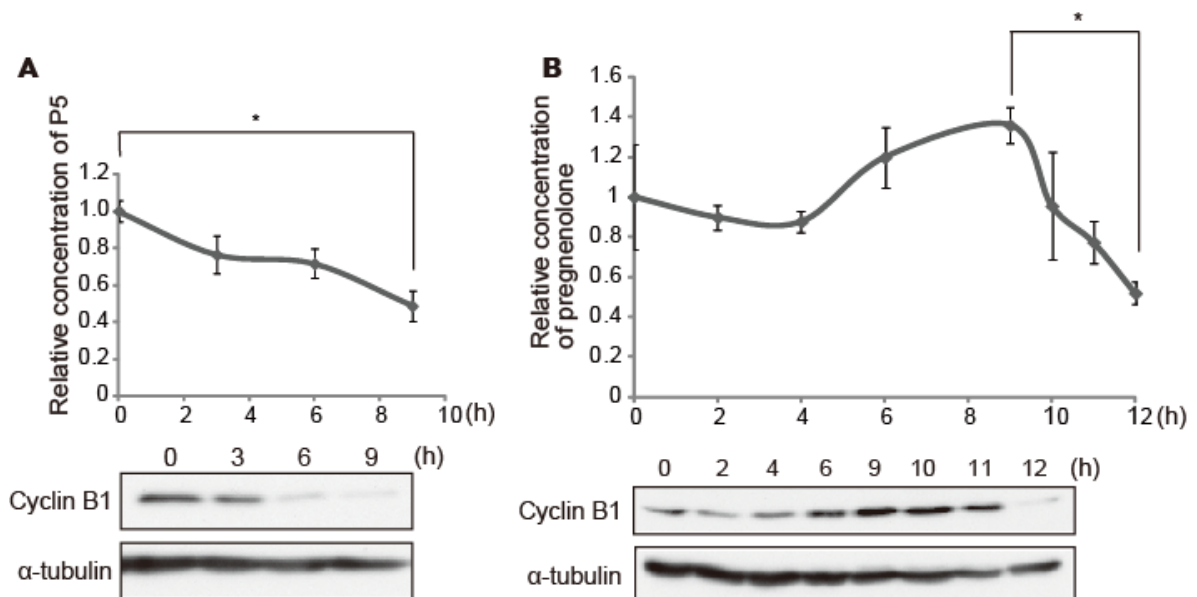 A
Relative concentration of P5
*
1.2
1.0
0.8
0.6
0.4
0.2
0
0 2 4 6 8 10 (h)
0 3 6 9 (h)
Cyclin B1
α-tubulin
B
Relative concentration
of pregnenolone
*
1.6
1.4
1.2
1
0.8
0.6
0.4
0.2
0
0 2 4 6 8 10 12 (h)
0 2 4 6 9 10 11 12 (h)
Cyclin B1
α-tubulin